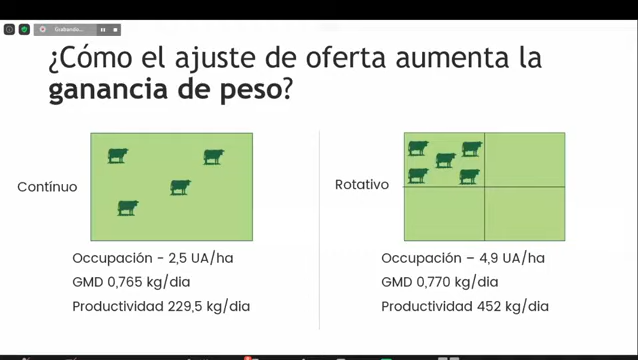 Grabando...
¿Cómo el ajuste de oferta aumenta la
ganancia de peso?
Contínuo
Occupación - 2,5 UA/ha
GMD 0,765 kg/dia
Productividad 229,5 kg/dia
Rotativo
Occupación – 4,9 UA/ha
GMD 0,770 kg/dia
Productividad 452 kg/dia